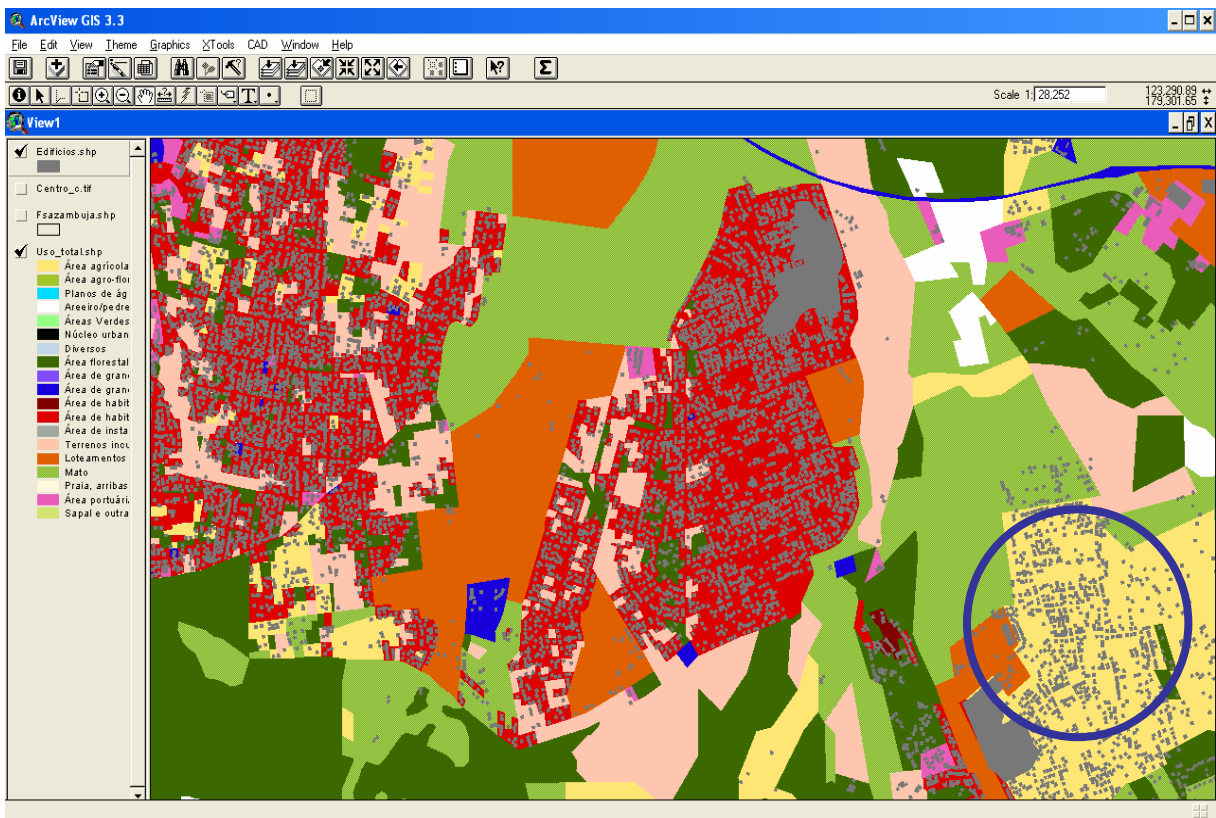 ArcView GIS 3.3
File Edit View Theme Graphics XTools CAD Window Help
Scale 1: 28,252
123,290.89
179,301.65
View1
Edificios.shp
Centro_c.tif
Fsazambuja.shp
Uso_total.shp
Área agrícola
Área agro-flor
Planos de ág
Areeiro/pedre
Áreas Verdes
Núcleo urban
Diversos
Área florestal
Área de gran
Área de gran
Área de habit
Área de habit
Área de insta
Terrenos incu
Loteamentos
Mato
Praia, arribas
Área portuári
Sapal e outra